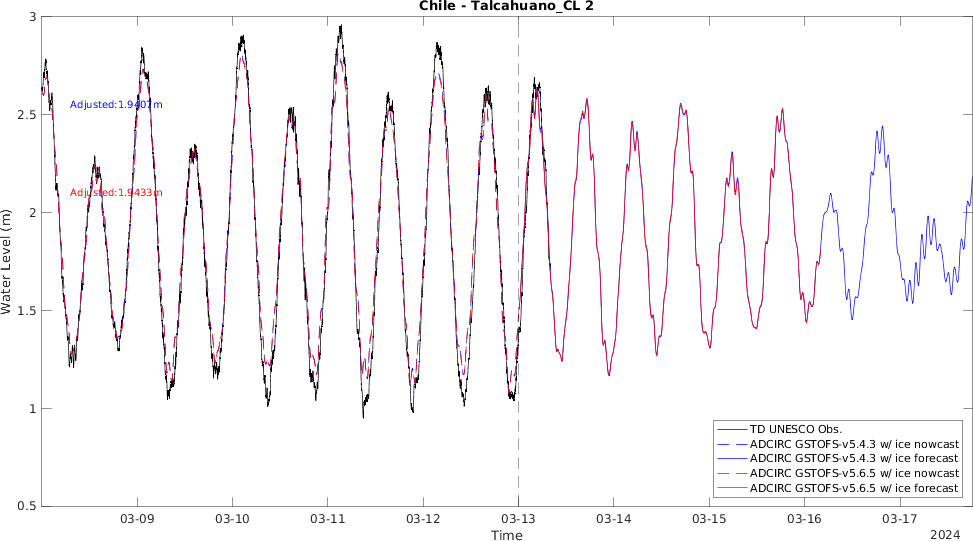 Chile - Talcahuano_CL 2
3
2.5
2
1.5
1
0.5
Water Level (m)
Adjusted:1.9407m
Adjusted:1.9433m
TD UNESCO Obs.
ADCIRC GSTOFS-v5.4.3 w/ ice nowcast
ADCIRC GSTOFS-v5.4.3 w/ ice forecast
ADCIRC GSTOFS-v5.6.5 w/ ice nowcast
ADCIRC GSTOFS-v5.6.5 w/ ice forecast
03-09 03-10 03-11 03-12 03-13 03-14 03-15 03-16 03-17
Time
2024